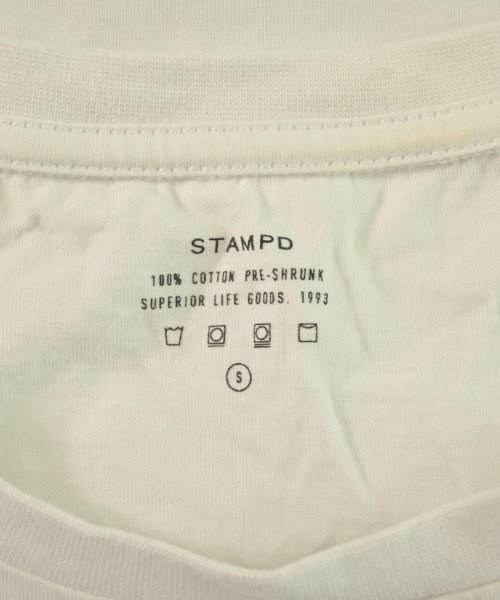 STAMPD
100% COTTON PRE-SHRUNK
SUPERIOR LIFE GOODS. 1993
S